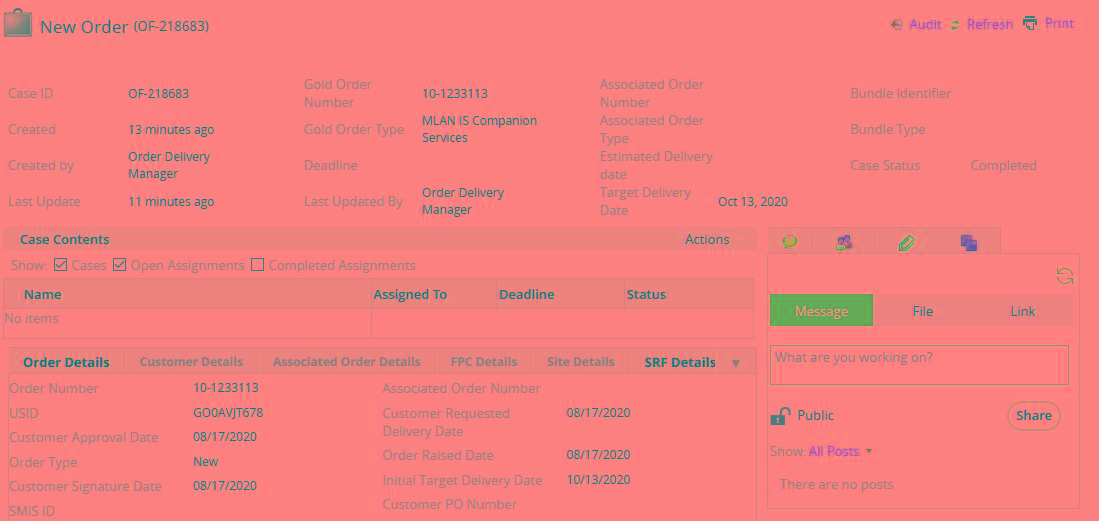 New Order (OF-218683)
Audit Refresh Print
Case ID OF-218683 Gold Order Number 10-1233113 Associated Order Number Bundle Identifier
Created 13 minutes ago Gold Order Type MLAN IS Companion Services Associated Order Type Bundle Type
Created by Order Delivery Manager Deadline Estimated Delivery date Case Status Completed
Last Update 11 minutes ago Last Updated By Order Delivery Manager Target Delivery Date Oct 13, 2020
Case Contents Actions
Show: Cases Open Assignments Completed Assignments
Name Assigned To Deadline Status
No items
Order Details Customer Details Associated Order Details FPC Details Site Details SRF Details
Order Number 10-1233113 Associated Order Number
USID GO0AVJT678 Customer Requested Delivery Date 08/17/2020
Customer Approval Date 08/17/2020 Order Raised Date 08/17/2020
Order Type New Initial Target Delivery Date 10/13/2020
Customer Signature Date 08/17/2020 Customer PO Number
SMIS ID
Message File Link
What are you working on?
Public Share
Show: All Posts
There are no posts